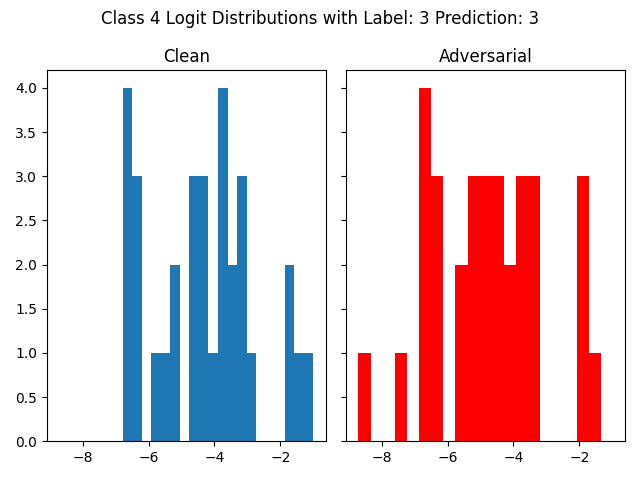 Class 4 Logit Distributions with Label: 3 Prediction: 3
Clean
Adversarial
4.0
3.5
3.0
2.5
2.0
1.5
1.0
0.5
0.0
−8 −6 −4 −2
−8 −6 −4 −2